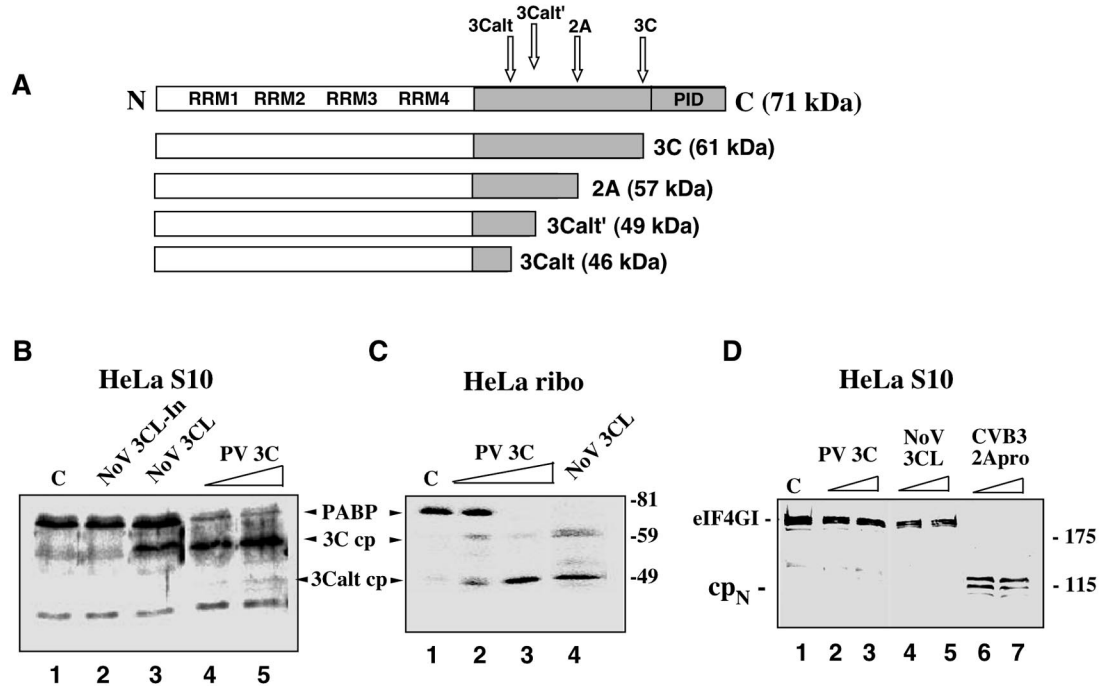 3Calt 3Calt' 2A 3C
A
N RRM1 RRM2 RRM3 RRM4 PID C (71 kDa)
3C (61 kDa)
2A (57 kDa)
3Calt' (49 kDa)
3Calt (46 kDa)
B
HeLa S10
C NoV 3CL-In NoV 3CL PV 3C
PABP
3C cp
3Calt cp
1 2 3 4 5
C
HeLa ribo
C PV 3C NoV 3CL
-81
-59
-49
1 2 3 4
D
HeLa S10
C PV 3C NoV 3CL CVB3 2Apro
eIF4GI -
- 175
cpN -
- 115
1 2 3 4 5 6 7